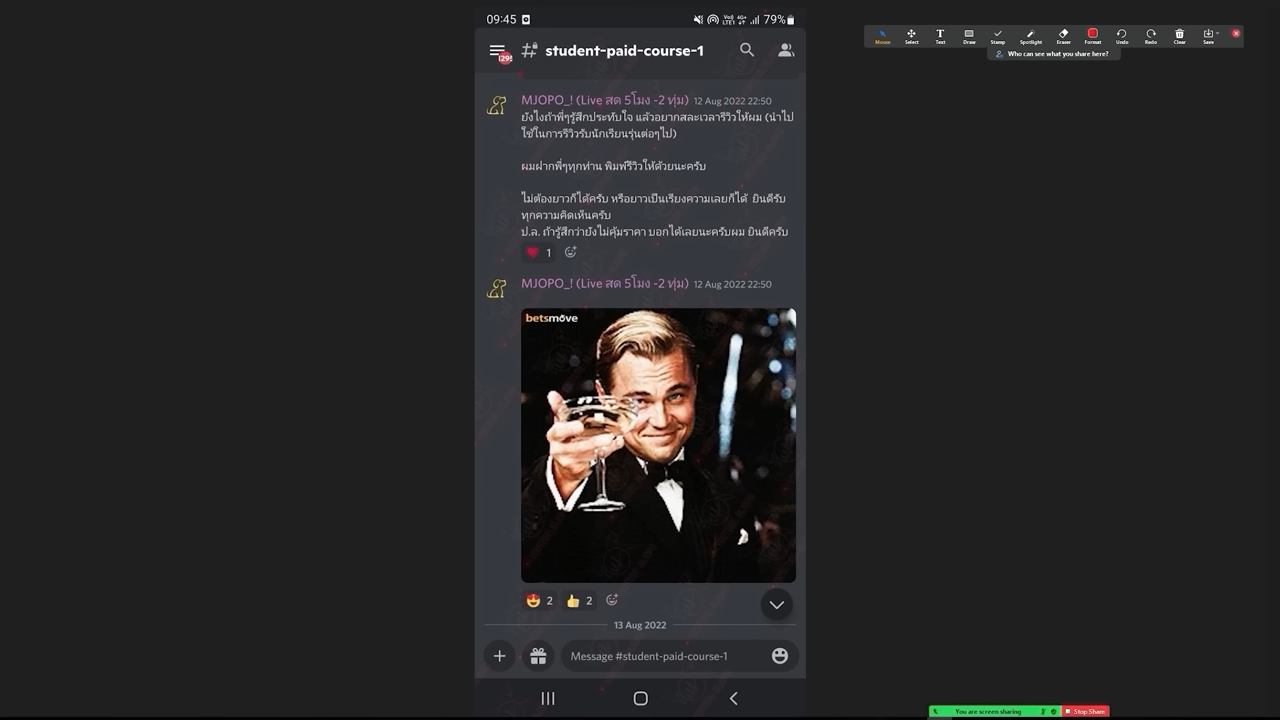 09:45
Vo) 4G+
LTE1
79%
Mouse
Select
Text
Draw
Stamp
Spotlight
Eraser
Format
Undo
Redo
Clear
Save
Who can see what you share here?
# student-paid-course-1
MJOPO_! (Live สด 5โมง -2 ทุ่ม) 12 Aug 2022 22:50
ยังไงถ้าพี่ๆรู้สึกประทับใจ แล้วอยากสละเวลารีวิวให้ผม (นำไป
ใช้ในการรีวิวรับนักเรียนรุ่นต่อๆไป)
ผมฝากพี่ๆทุกท่าน พิมพ์รีวิวให้ด้วยนะครับ
ไม่ต้องยาวก็ได้ครับ หรือยาวเป็นเรียงความเลยก็ได้ ยินดีรับ
ทุกความคิดเห็นครับ
ป.ล. ถ้ารู้สึกว่ายังไม่คุ้มราคา บอกได้เลยนะครับผม ยินดีครับ
1
MJOPO_! (Live สด 5โมง -2 ทุ่ม) 12 Aug 2022 22:50
betsmove
2 2
13 Aug 2022
Message #student-paid-course-1
You are screen sharing
Stop Share